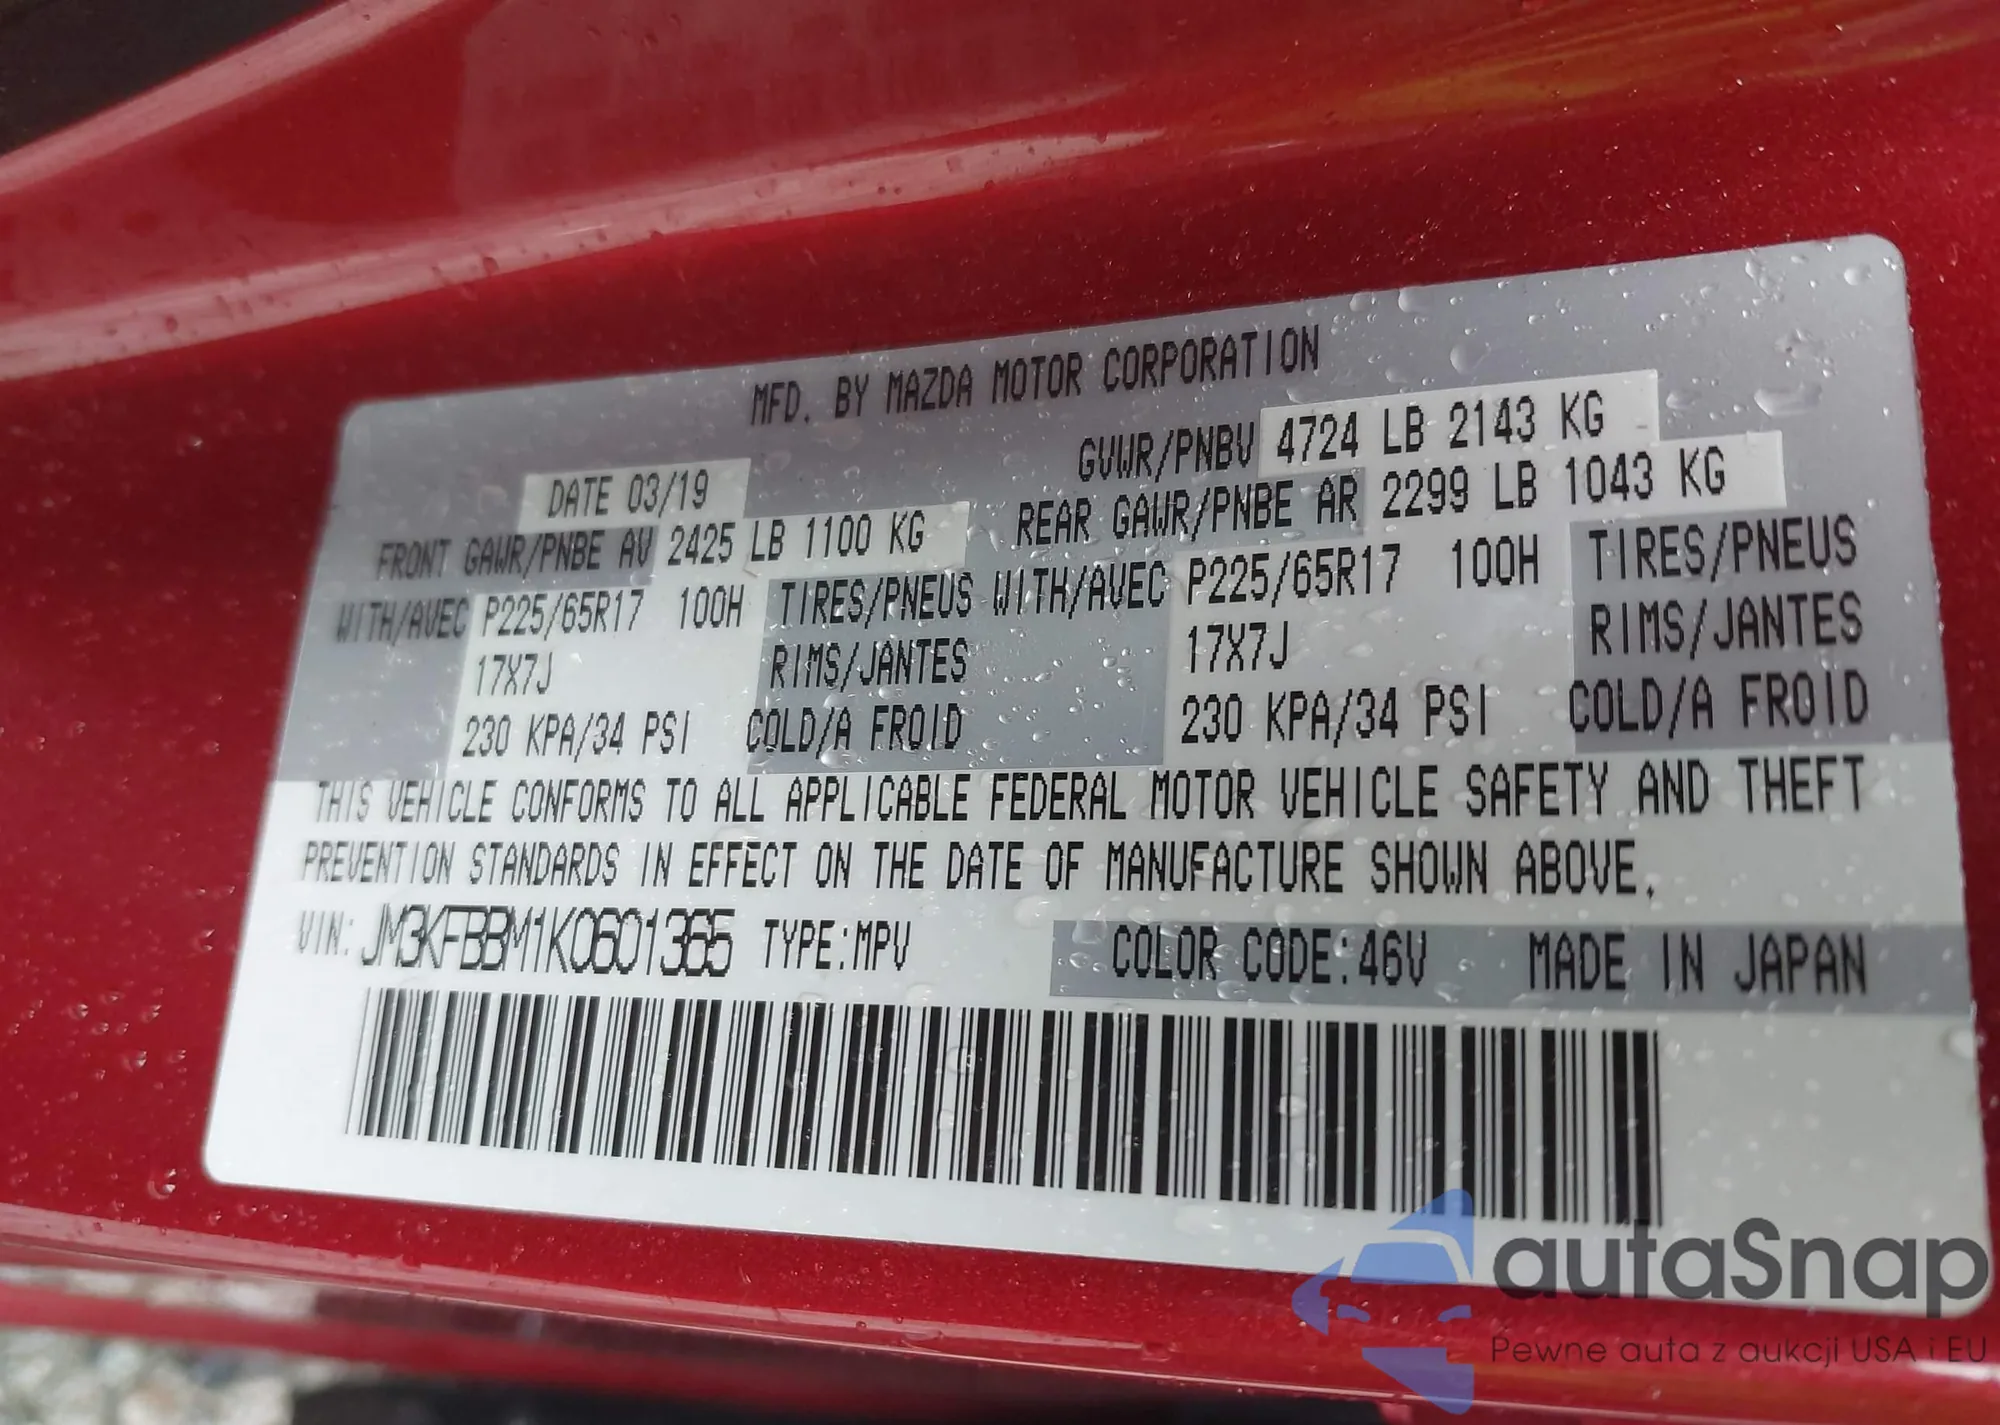 MFD. BY MAZDA MOTOR CORPORATION
DATE 03/19 GVWR/PNBV 4724 LB 2143 KG
FRONT GAWR/PNBE AV 2425 LB 1100 KG REAR GAWR/PNBE AR 2299 LB 1043 KG
WITH/AVEC P225/65R17 100H TIRES/PNEUS WITH/AVEC P225/65R17 100H TIRES/PNEUS
17X7J RIMS/JANTES 17X7J RIMS/JANTES
230 KPA/34 PSI COLD/A FROID 230 KPA/34 PSI COLD/A FROID
THIS VEHICLE CONFORMS TO ALL APPLICABLE FEDERAL MOTOR VEHICLE SAFETY AND THEFT
PREVENTION STANDARDS IN EFFECT ON THE DATE OF MANUFACTURE SHOWN ABOVE.
VIN: JM3KFBBM1K0601365 TYPE:MPV COLOR CODE:46V MADE IN JAPAN
autaSnap
Pewne auta z aukcji USA i EU